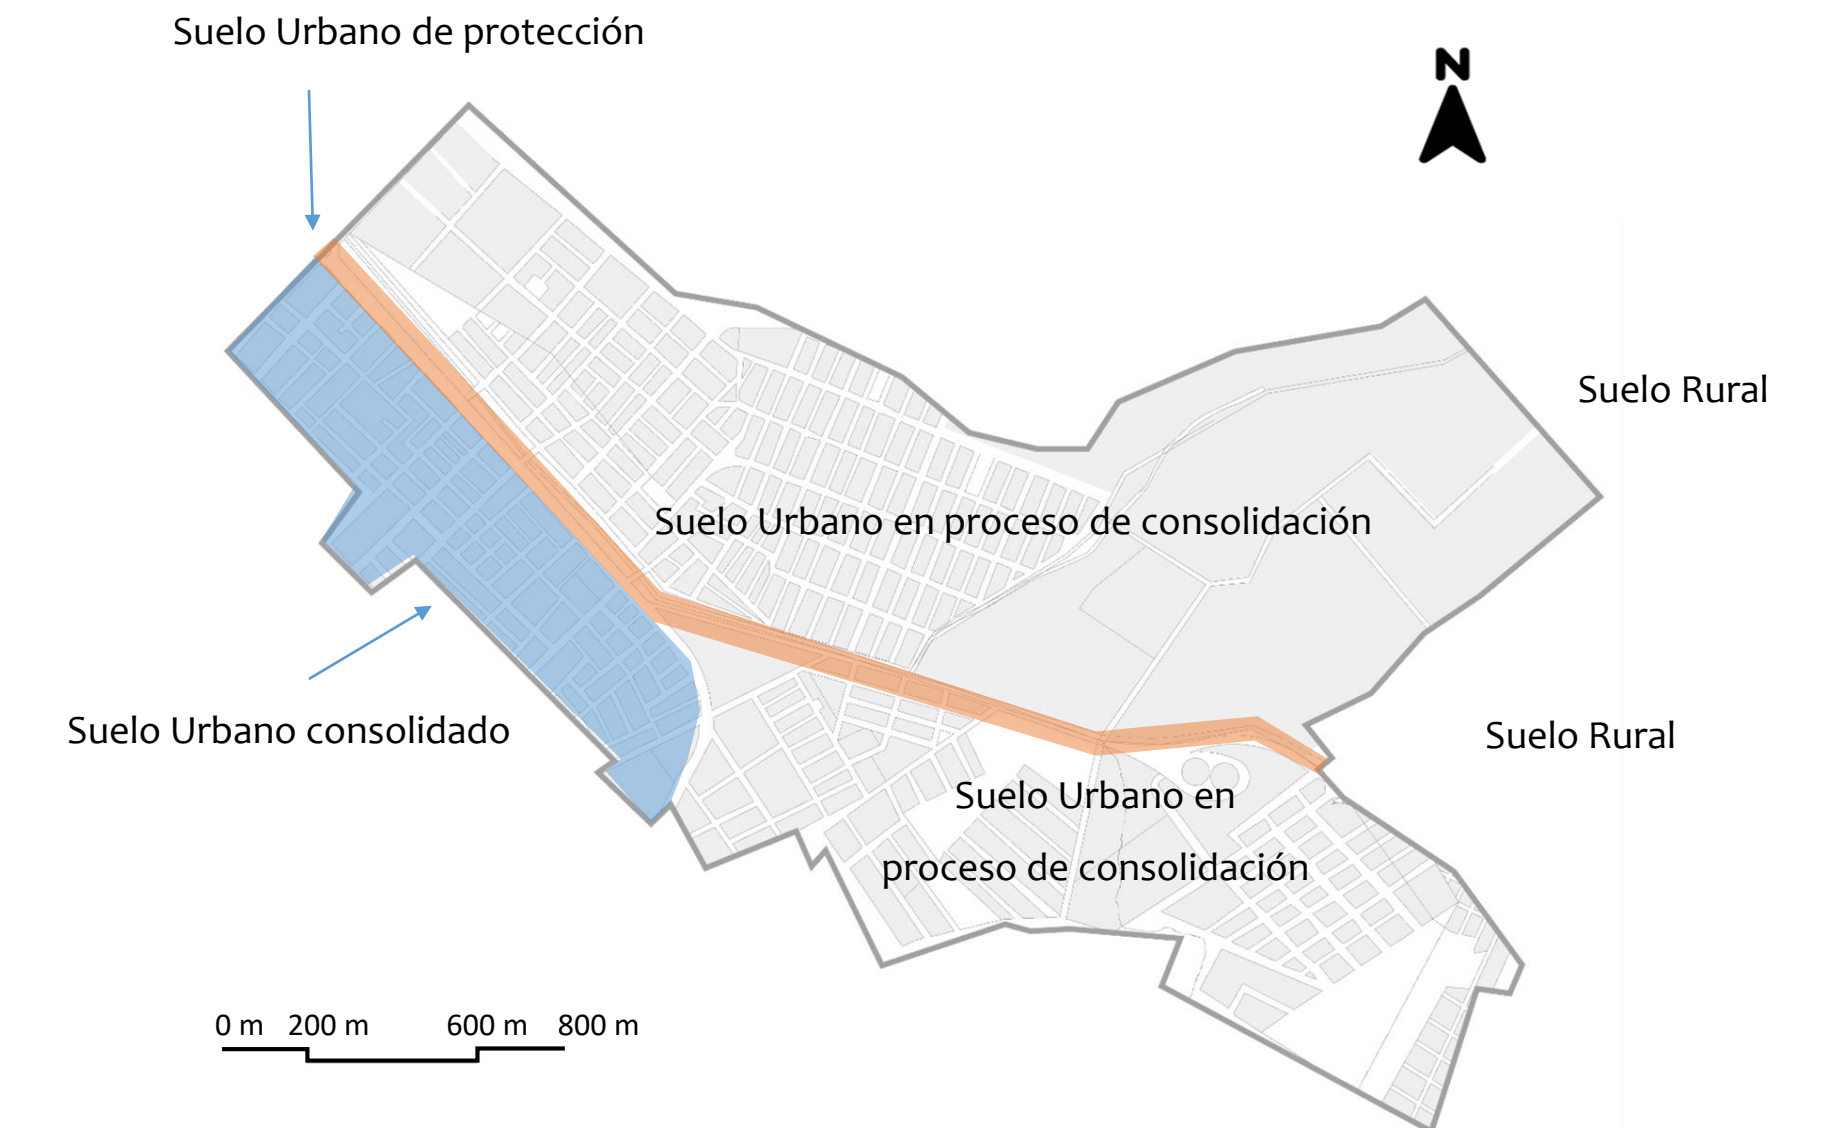 Suelo Urbano de protección
N
Suelo Rural
Suelo Urbano en proceso de consolidación
Suelo Urbano consolidado
Suelo Rural
Suelo Urbano en
proceso de consolidación
0 m 200 m 600 m 800 m